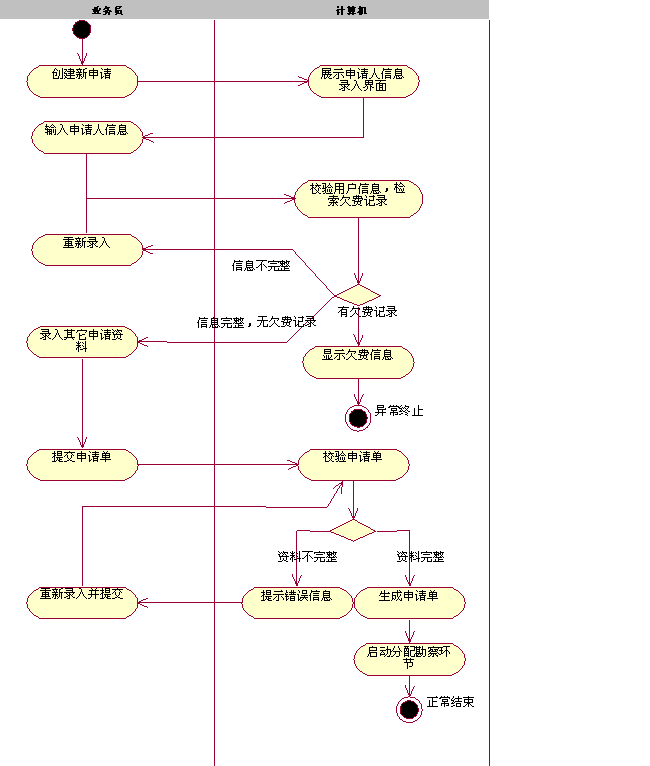 业务员
计算机
创建新申请
展示申请人信息
录入界面
输入申请人信息
校验用户信息，检
索欠费记录
重新录入
信息不完整
有欠费记录
信息完整，无欠费记录
录入其它申请资
料
显示欠费信息
异常终止
提交申请单
校验申请单
资料不完整
资料完整
重新录入并提交
提示错误信息
生成申请单
启动分配勘察环
节
正常结束